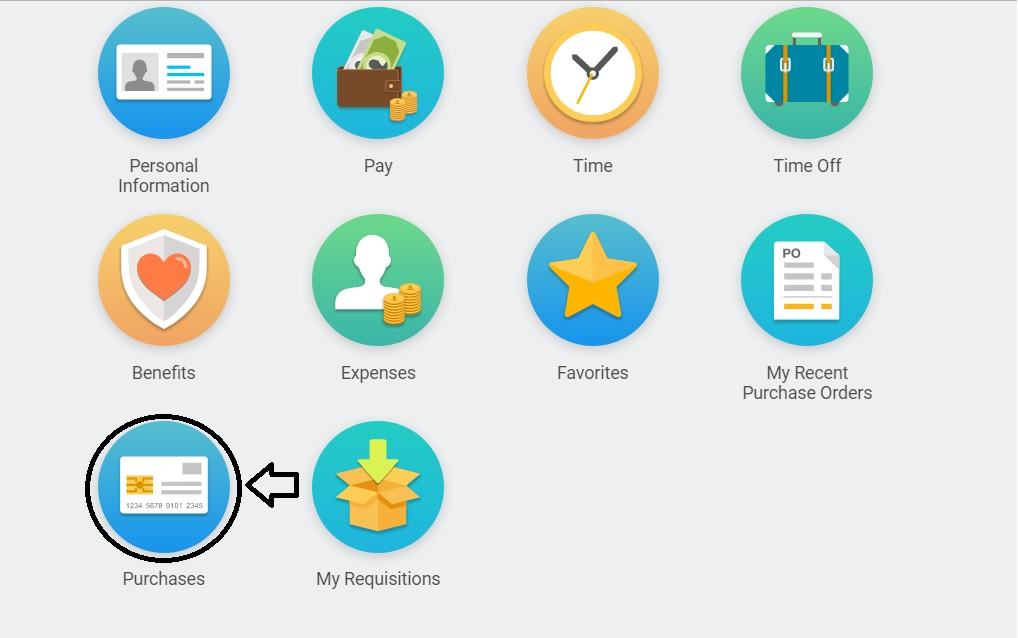 Personal
Information
Pay
Time
Time Off
Benefits
Expenses
Favorites
PO
My Recent
Purchase Orders
1234 5678 9101 2345
Purchases
My Requisitions